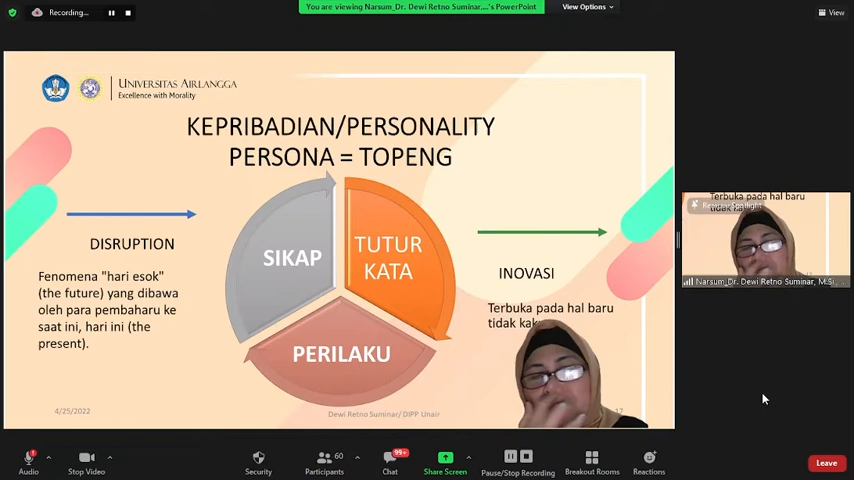 Recording...
You are viewing Narsum_Dr. Dewi Retno Suminar,...'s PowerPoint
View Options
View
UNIVERSITAS AIRLANGGA
Excellence with Morality
KEPRIBADIAN/PERSONALITY
PERSONA = TOPENG
DISRUPTION
Fenomena "hari esok"
(the future) yang dibawa
oleh para pembaharu ke
saat ini, hari ini (the
present).
SIKAP
TUTUR
KATA
PERILAKU
INOVASI
Terbuka pada hal baru
tidak
4/25/2022
Dewi Retno Suminar/ DIPP Unair
17
Terbuka pada hal baru
tidak
Narsum_Dr. Dewi Retno Suminar, M.Si.,...
Audio
Stop Video
Security
60
Participants
99+
Chat
Share Screen
Pause/Stop Recording
Breakout Rooms
Reactions
Leave